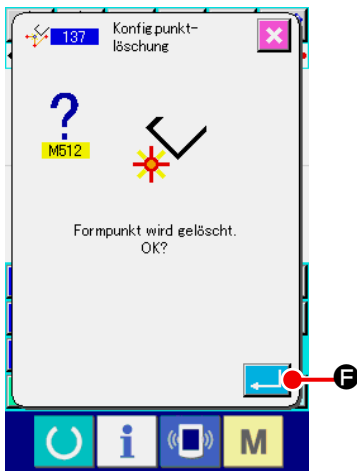 137
Konfig.punkt-
löschung
?
M512
Formpunkt wird gelöscht.
OK?
F
i
M